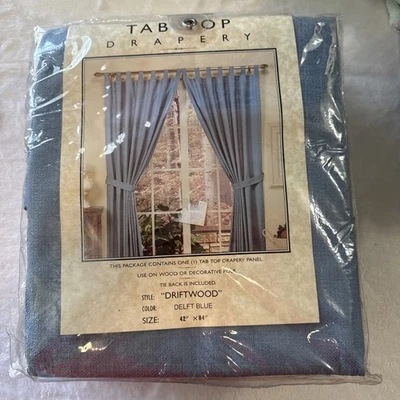 TAB TOP
DRAPERY
THIS PACKAGE CONTAINS ONE (1) TAB TOP DRAPERY PANEL.
USE ON WOOD OR DECORATIVE POLE.
TIE BACK IS INCLUDED.
STYLE: "DRIFTWOOD"
COLOR: DELFT BLUE
SIZE: 42" × 84"